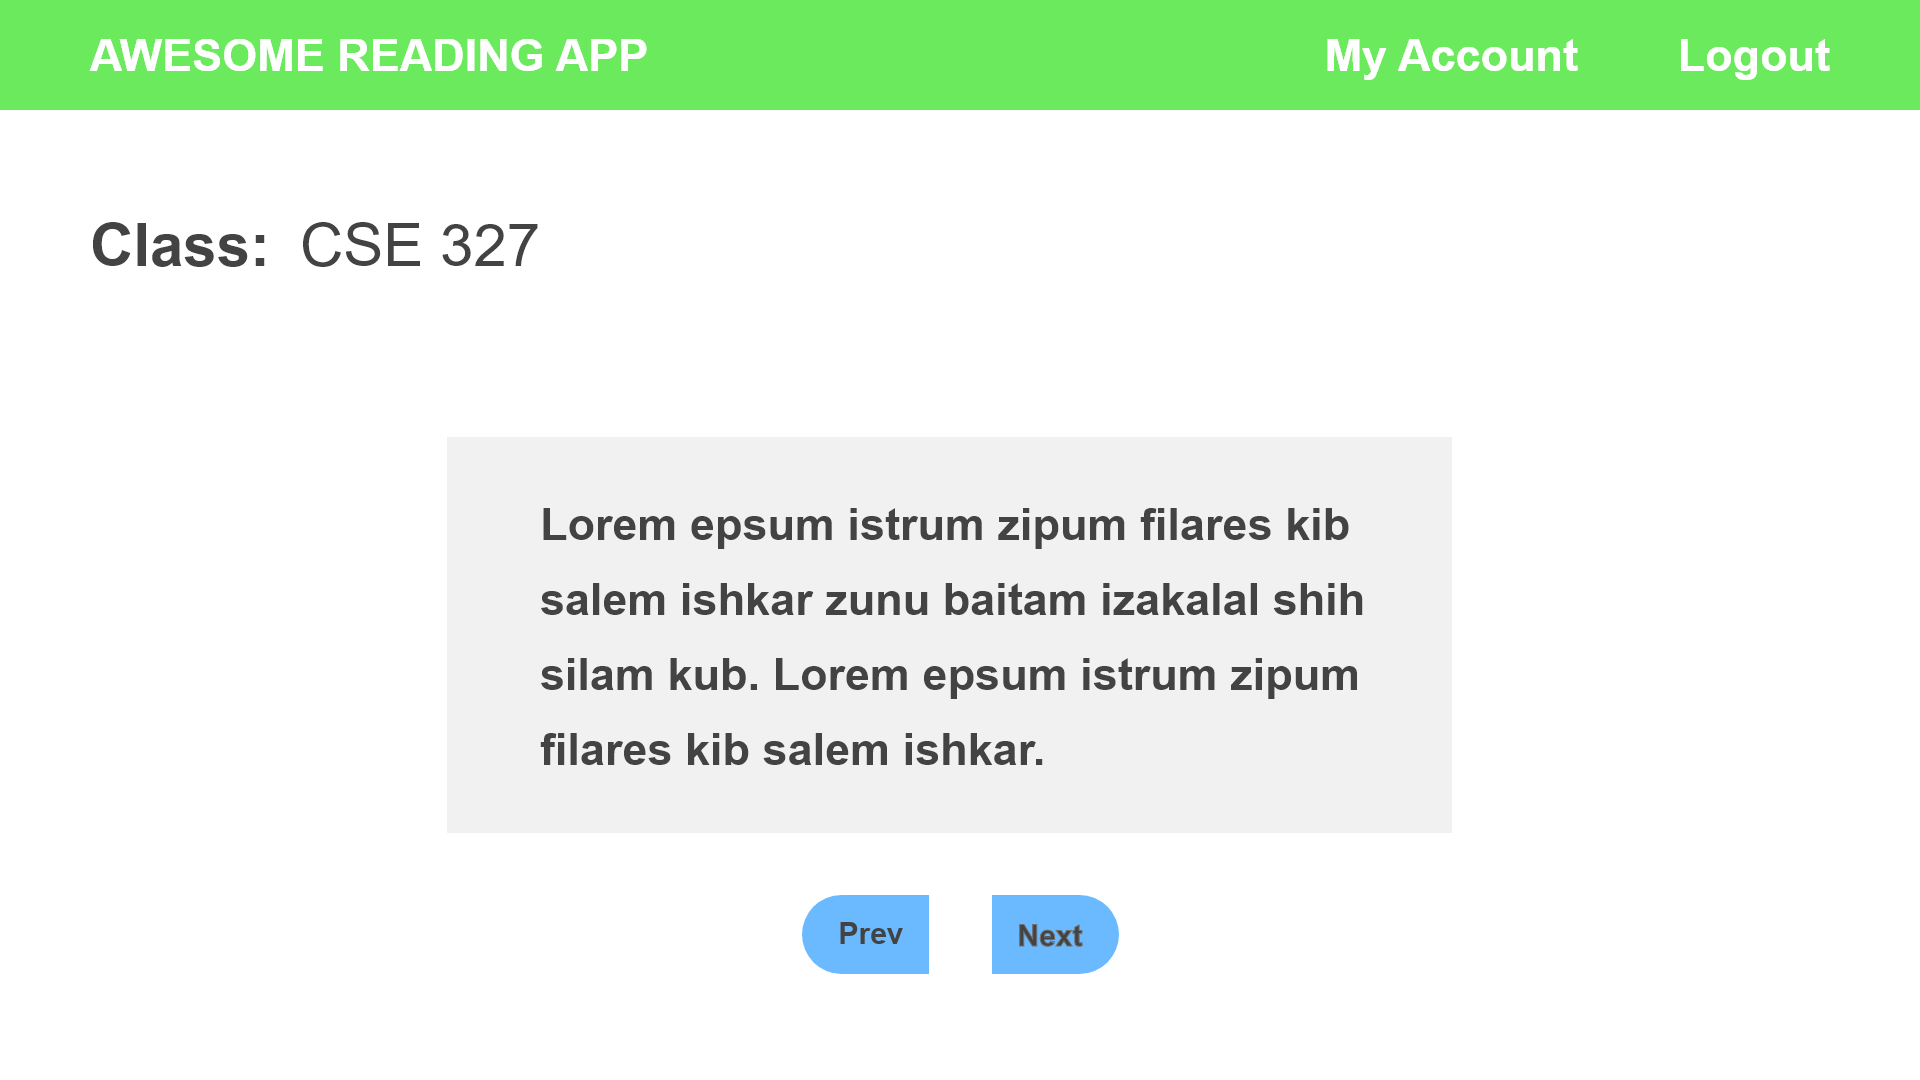 AWESOME READING APP My Account Logout
Class: CSE 327
Lorem epsum istrum zipum filares kib
salem ishkar zunu baitam izakalal shih
silam kub. Lorem epsum istrum zipum
filares kib salem ishkar.
Prev Next